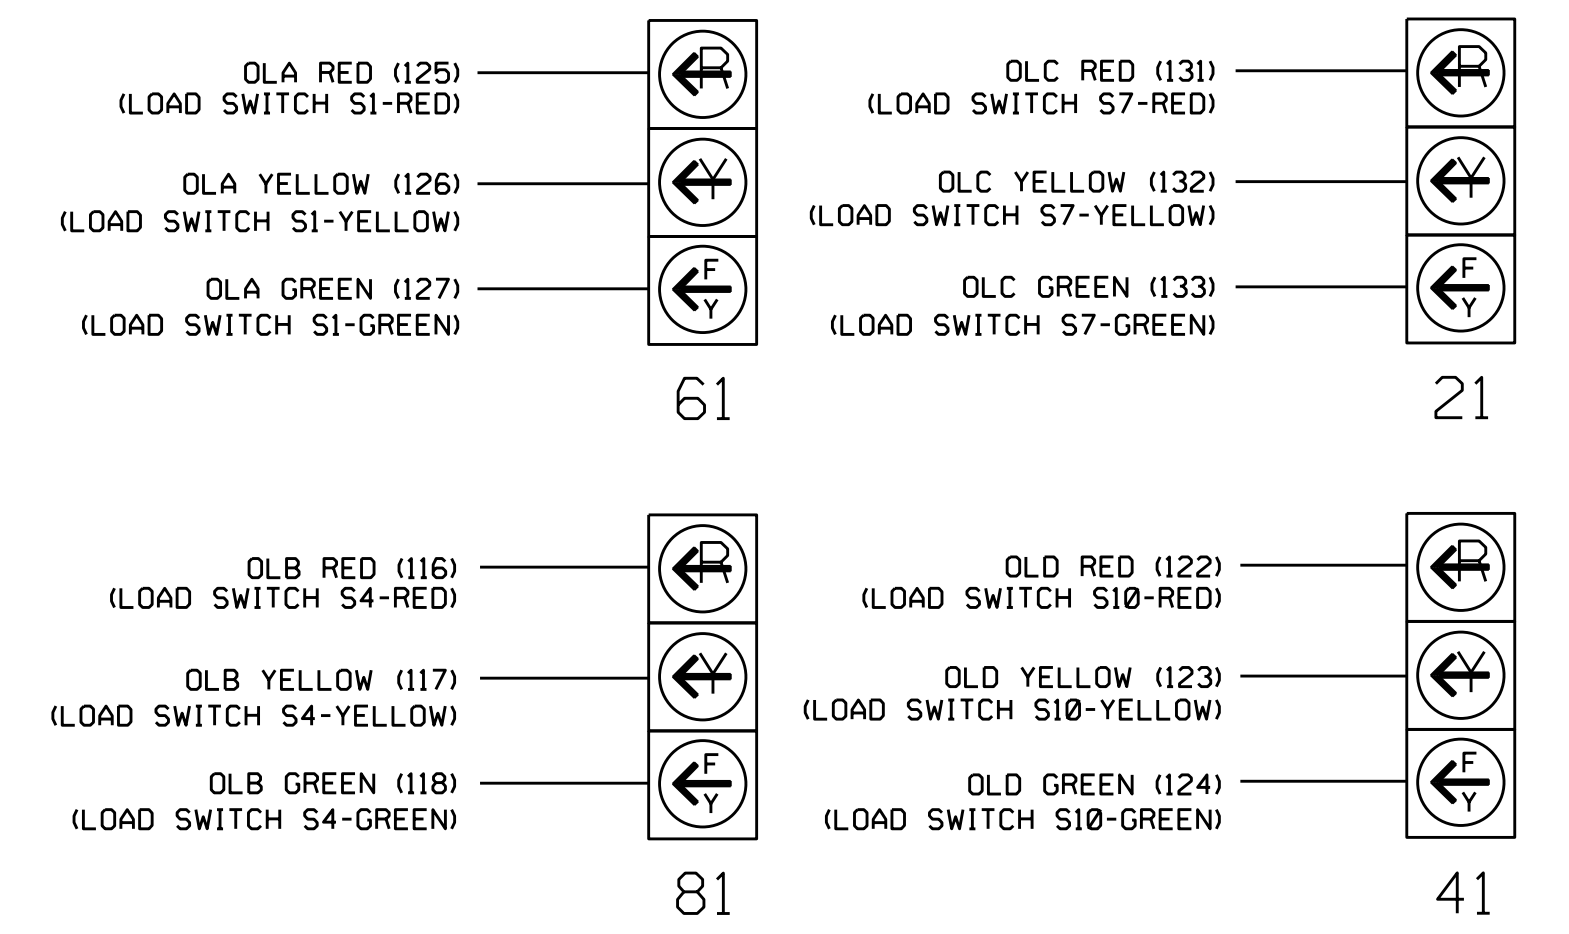 OLA RED (125)
(LOAD SWITCH S1-RED)
R
OLA YELLOW (126)
(LOAD SWITCH S1-YELLOW)
Y
OLA GREEN (127)
(LOAD SWITCH S1-GREEN)
F
Y
61
OLC RED (131)
(LOAD SWITCH S7-RED)
R
OLC YELLOW (132)
(LOAD SWITCH S7-YELLOW)
Y
OLC GREEN (133)
(LOAD SWITCH S7-GREEN)
F
Y
21
OLB RED (116)
(LOAD SWITCH S4-RED)
R
OLB YELLOW (117)
(LOAD SWITCH S4-YELLOW)
Y
OLB GREEN (118)
(LOAD SWITCH S4-GREEN)
F
Y
81
OLD RED (122)
(LOAD SWITCH S10-RED)
R
OLD YELLOW (123)
(LOAD SWITCH S10-YELLOW)
Y
OLD GREEN (124)
(LOAD SWITCH S10-GREEN)
F
Y
41